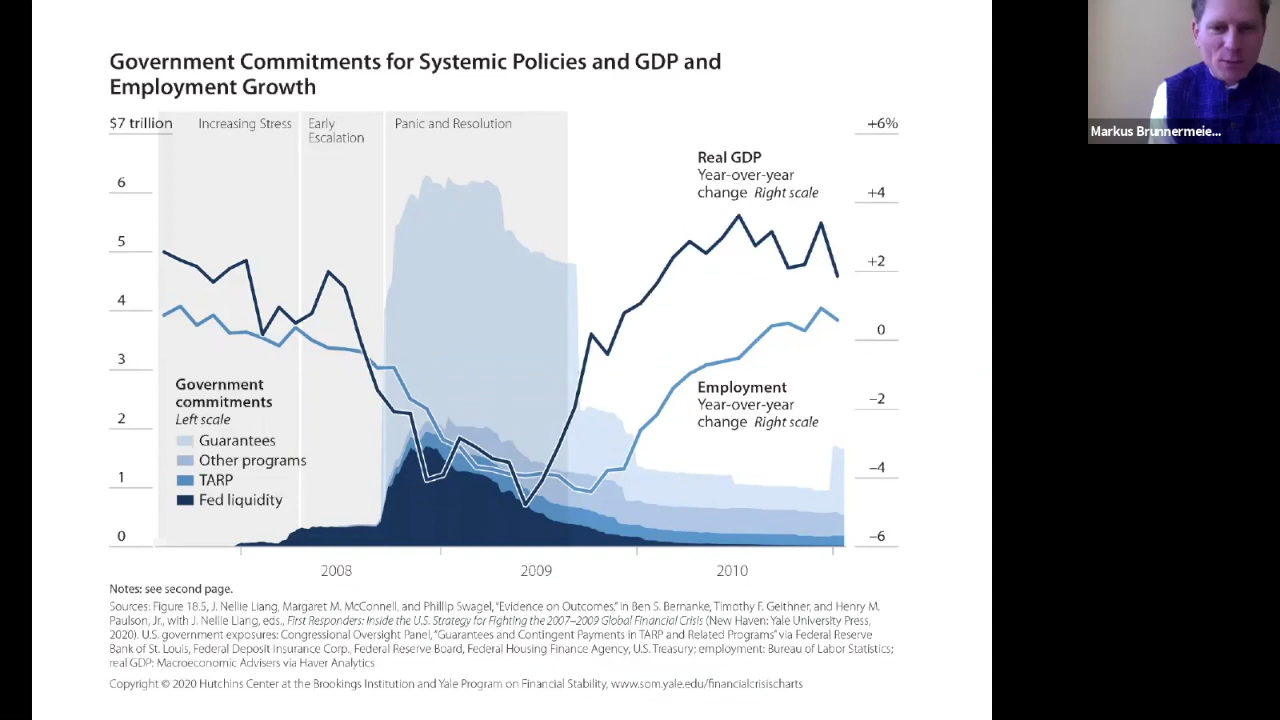 Government Commitments for Systemic Policies and GDP and
Employment Growth
$7 trillion
Increasing Stress
Early
Escalation
Panic and Resolution
+6%
Real GDP
Year-over-year
change Right scale
6
+4
5
+2
4
0
3
Government
commitments
Left scale
Guarantees
Other programs
TARP
Fed liquidity
Employment
Year-over-year
change Right scale
−2
2
−4
1
0
−6
2008
2009
2010
Notes: see second page.
Sources: Figure 18.5, J. Nellie Liang, Margaret M. McConnell, and Phillip Swagel, "Evidence on Outcomes," in Ben S. Bernanke, Timothy F. Geithner, and Henry M.
Paulson, Jr., with J. Nellie Liang, eds., First Responders: Inside the U.S. Strategy for Fighting the 2007–2009 Global Financial Crisis (New Haven: Yale University Press,
2020). U.S. government exposures: Congressional Oversight Panel, "Guarantees and Contingent Payments in TARP and Related Programs" via Federal Reserve
Bank of St. Louis, Federal Deposit Insurance Corp., Federal Reserve Board, Federal Housing Finance Agency, U.S. Treasury; employment: Bureau of Labor Statistics;
real GDP: Macroeconomic Advisers via Haver Analytics
Copyright © 2020 Hutchins Center at the Brookings Institution and Yale Program on Financial Stability, www.som.yale.edu/financialcrisischarts
Markus Brunnermeie...